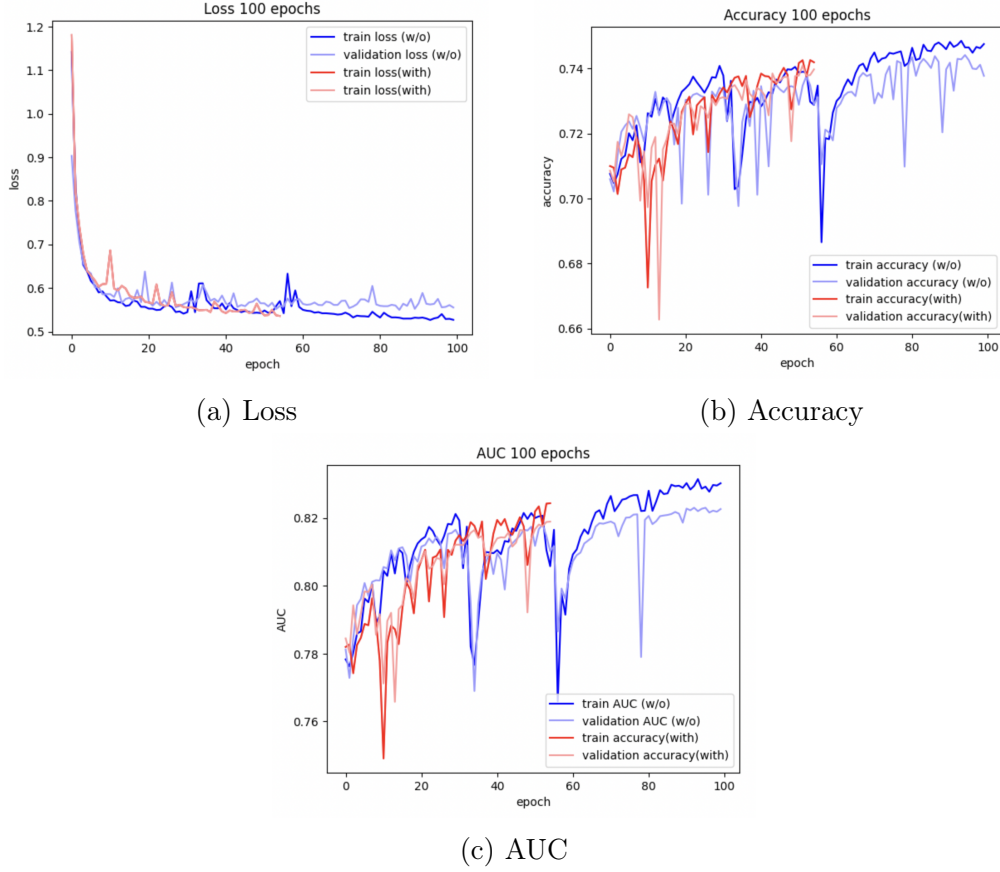 Loss 100 epochs
1.2
1.1
1.0
0.9
0.8
0.7
0.6
0.5
loss
train loss (w/o)
validation loss (w/o)
train loss(with)
train loss(with)
0
20
40
60
80
100
epoch
(a) Loss
Accuracy 100 epochs
0.74
0.72
0.70
0.68
0.66
accuracy
train accuracy (w/o)
validation accuracy (w/o)
train accuracy(with)
validation accuracy(with)
0
20
40
60
80
100
epoch
(b) Accuracy
AUC 100 epochs
0.82
0.80
0.78
0.76
AUC
train AUC (w/o)
validation AUC (w/o)
train accuracy(with)
validation accuracy(with)
0
20
40
60
80
100
epoch
(c) AUC